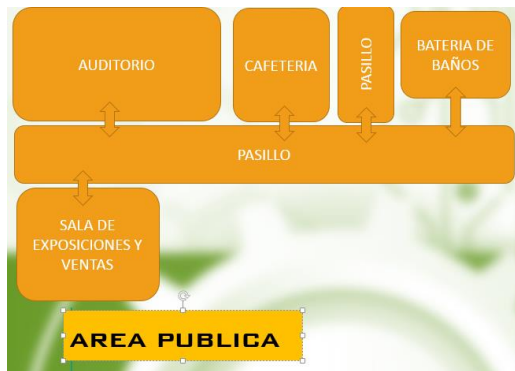 AUDITORIO
CAFETERIA
PASILLO
BATERIA DE
BAÑOS
PASILLO
SALA DE
EXPOSICIONES Y
VENTAS
AREA PUBLICA